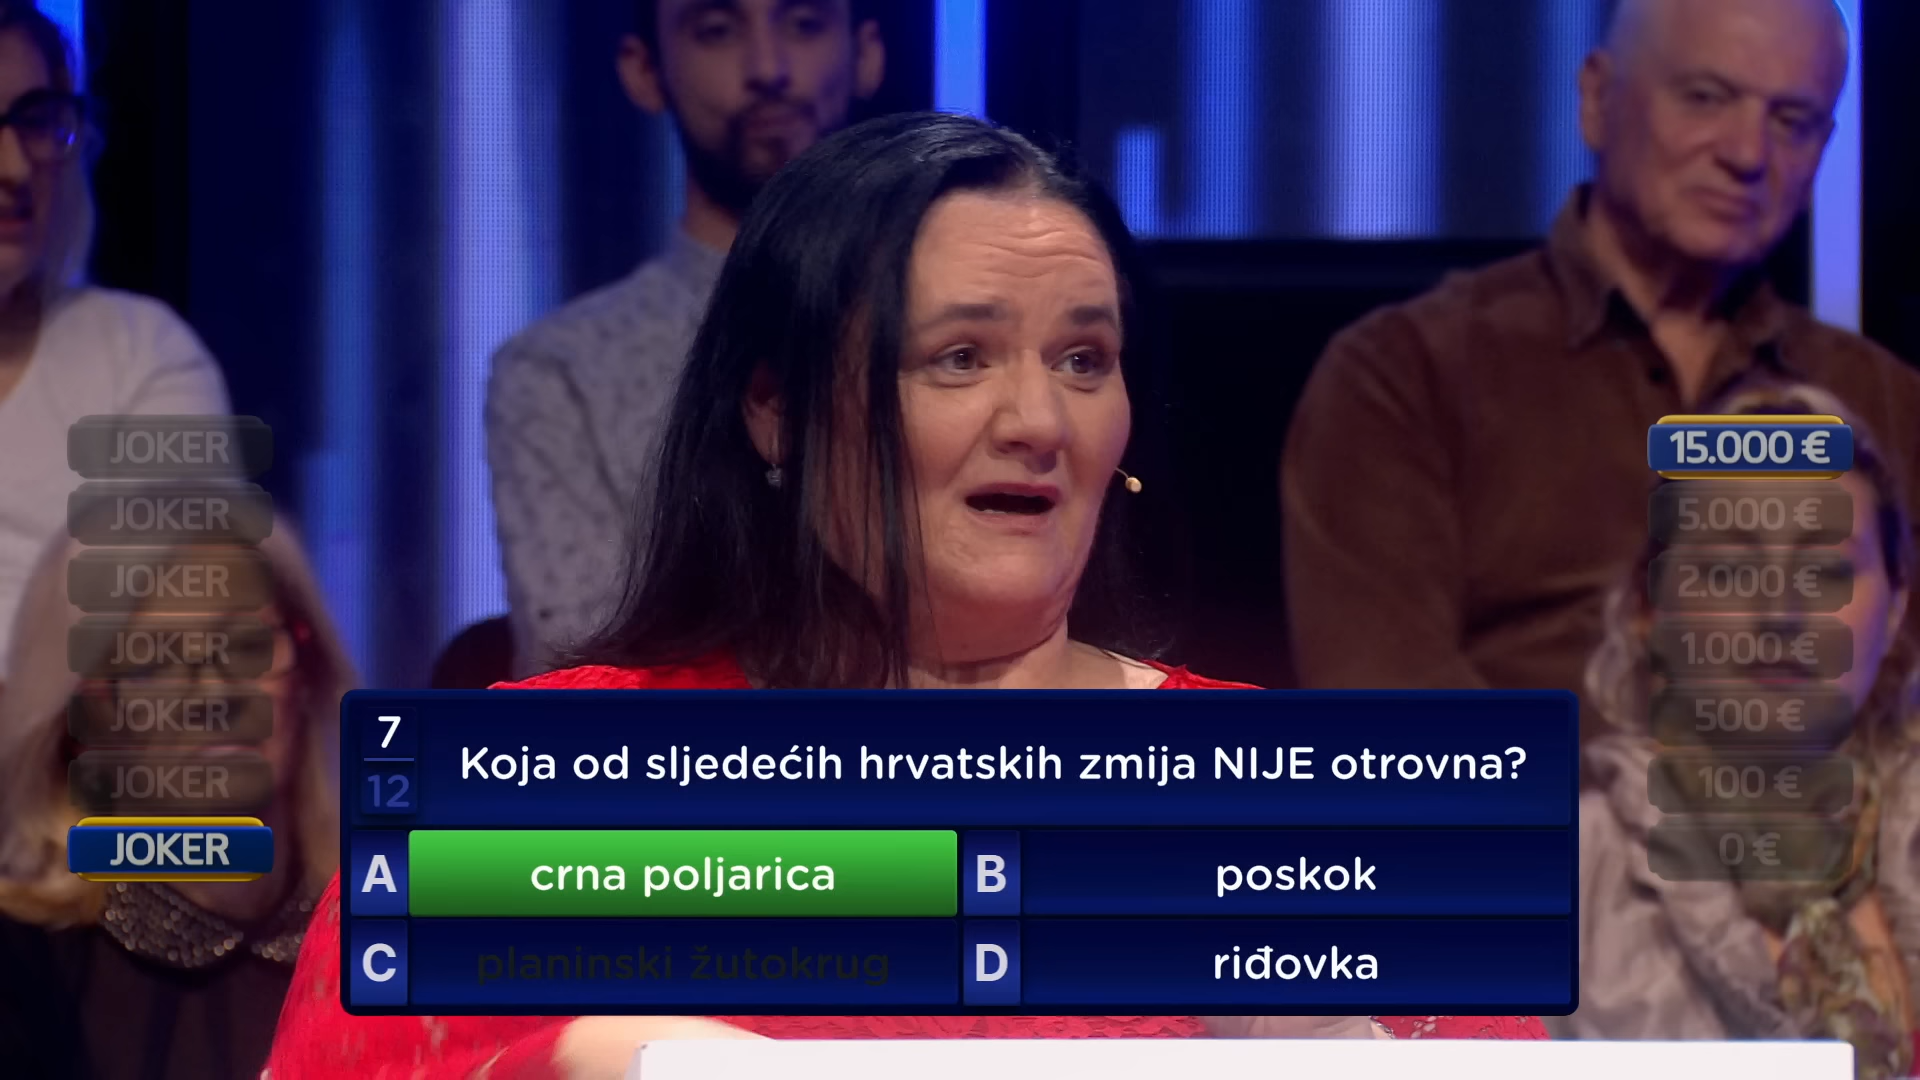 JOKER
JOKER
JOKER
JOKER
JOKER
JOKER
JOKER
15.000 €
5.000 €
2.000 €
1.000 €
500 €
100 €
0 €
7
12
Koja od sljedećih hrvatskih zmija NIJE otrovna?
A crna poljarica
B poskok
C planinski žutokrug
D riđovka